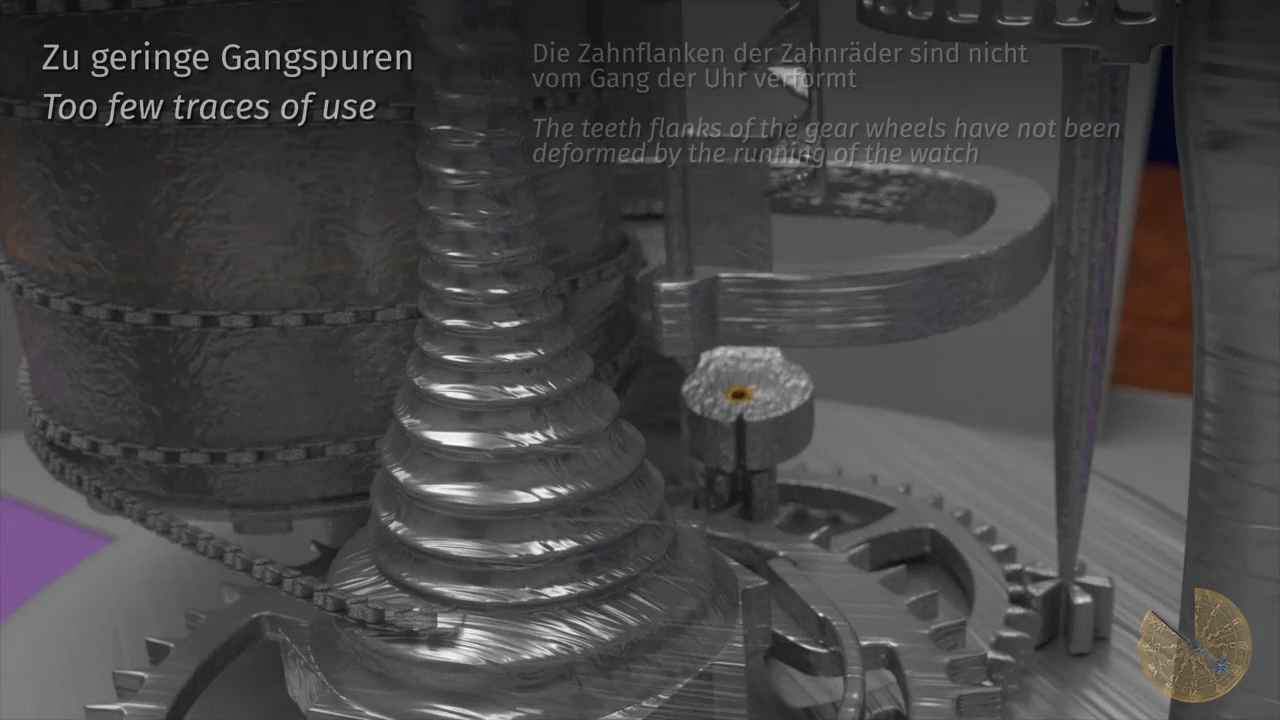 Zu geringe Gangspuren
Too few traces of use
Die Zahnflanken der Zahnräder sind nicht
vom Gang der Uhr verformt
The teeth flanks of the gear wheels have not been
deformed by the running of the watch